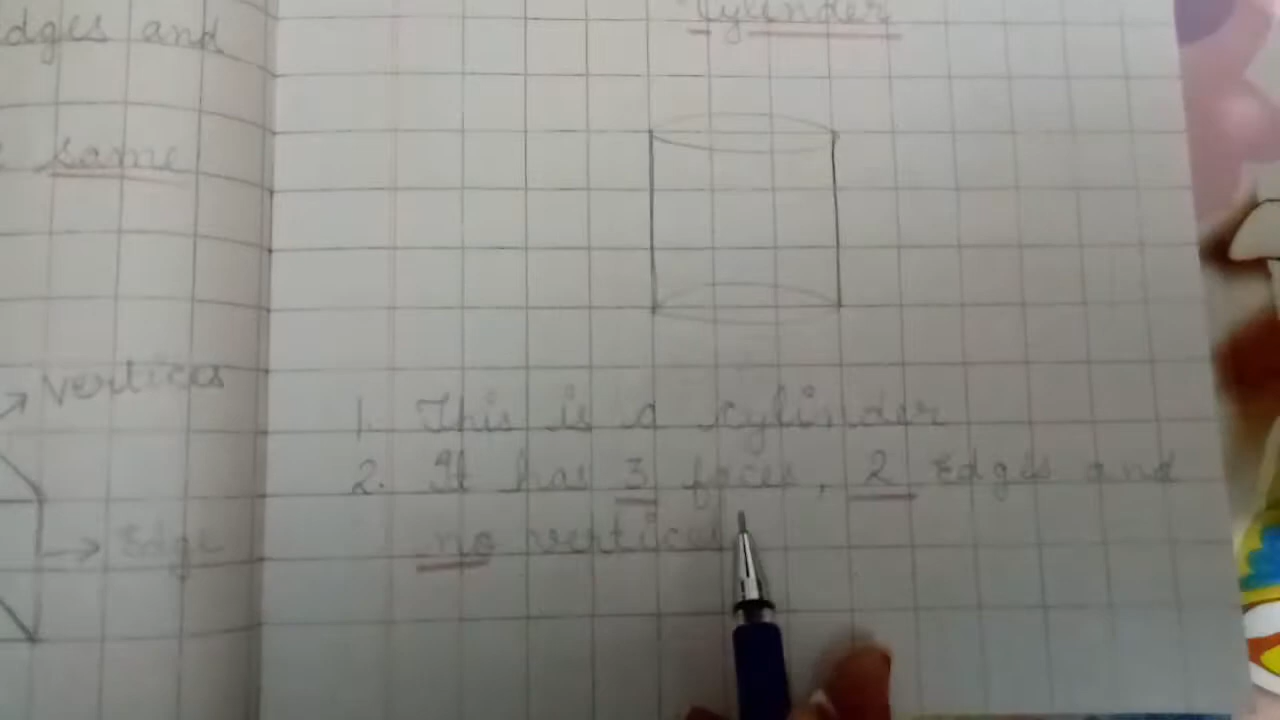 edges and
same
Vertices
Edge
Cylinder
1. This is a cylinder
2. It has 3 faces, 2 Edges and
no vertices